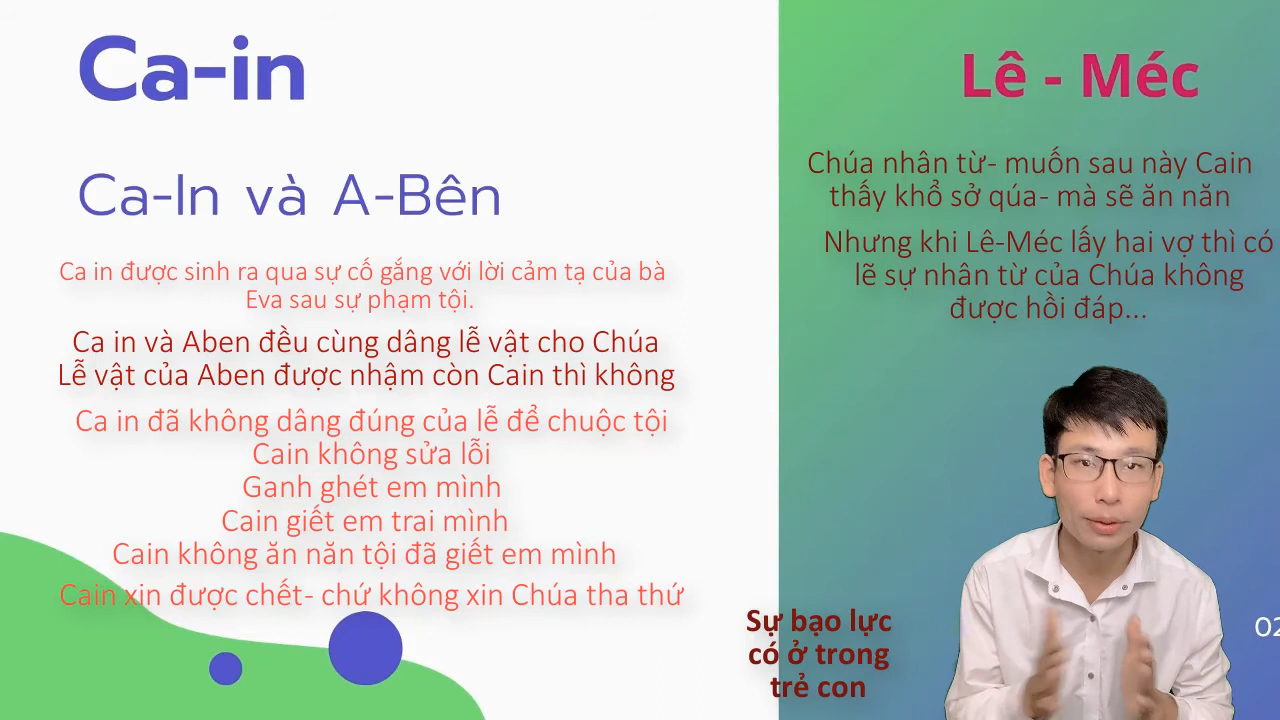 Ca-in
Ca-In và A-Bên
Ca in được sinh ra qua sự cố gắng với lời cảm tạ của bà
Eva sau sự phạm tội.
Ca in và Aben đều cùng dâng lễ vật cho Chúa
Lễ vật của Aben được nhậm còn Cain thì không
Ca in đã không dâng đúng của lễ để chuộc tội
Cain không sửa lỗi
Ganh ghét em mình
Cain giết em trai mình
Cain không ăn năn tội đã giết em mình
Cain xin được chết- chứ không xin Chúa tha thứ
Lê - Méc
Chúa nhân từ- muốn sau này Cain
thấy khổ sở qúa- mà sẽ ăn năn
Nhưng khi Lê-Méc lấy hai vợ thì có
lẽ sự nhân từ của Chúa không
được hồi đáp...
Sự bạo lực
có ở trong
trẻ con
02